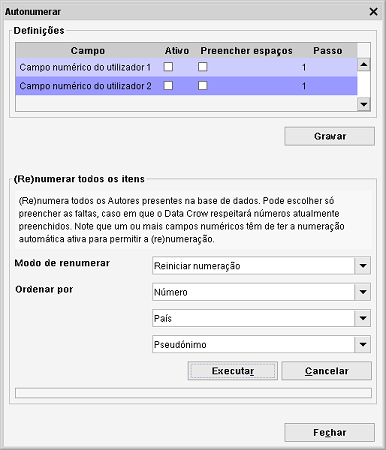 Autonumerar
Definições
Campo Ativo Preencher espaços Passo
Campo numérico do utilizador 1 1
Campo numérico do utilizador 2 1
Gravar
(Re)numerar todos os itens
(Re)numera todos os Autores presentes na base de dados. Pode escolher só
preencher as faltas, caso em que o Data Crow respeitará números atualmente
preenchidos. Note que um ou mais campos numéricos têm de ter a numeração
automática ativa para permitir a (re)numeração.
Modo de renumerar Reiniciar numeração
Ordenar por Número
País
Pseudónimo
Executar Cancelar
Fechar